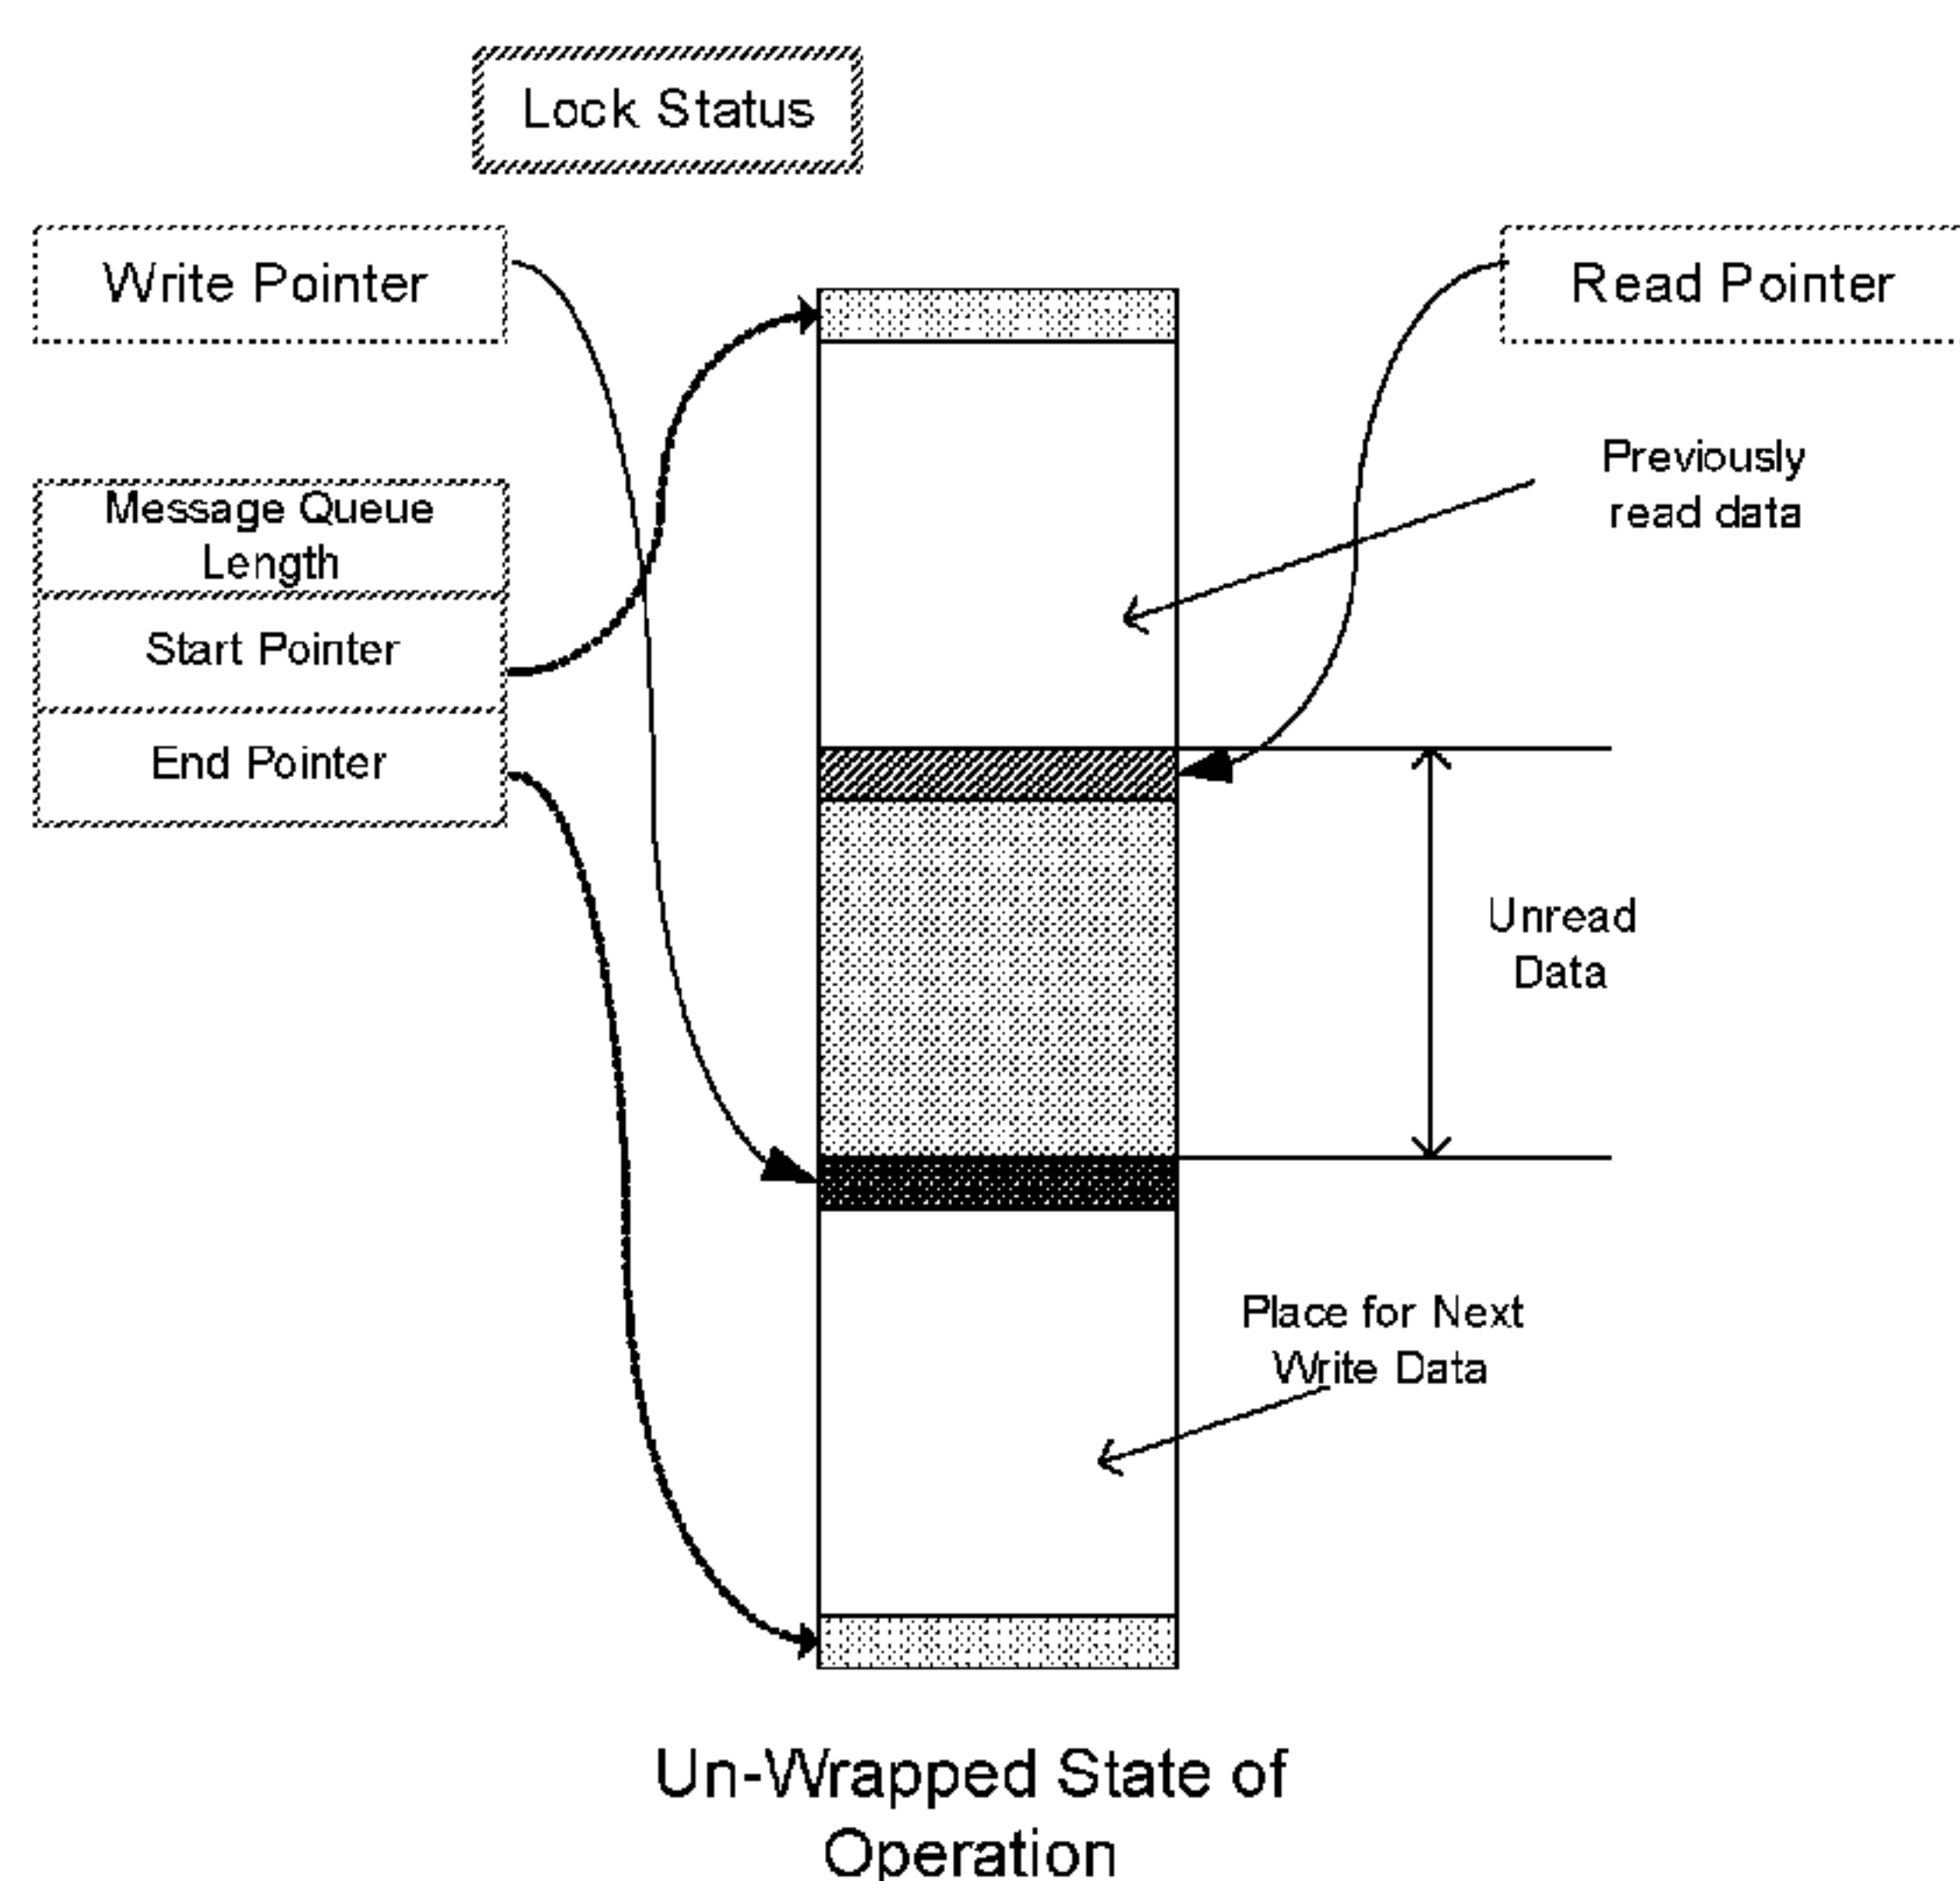 Lock Status
Write Pointer
Read Pointer
Previously
read data
Message Queue
Length
Start Pointer
End Pointer
Unread
Data
Place for Next
Write Data
Un-Wrapped State of
Operation